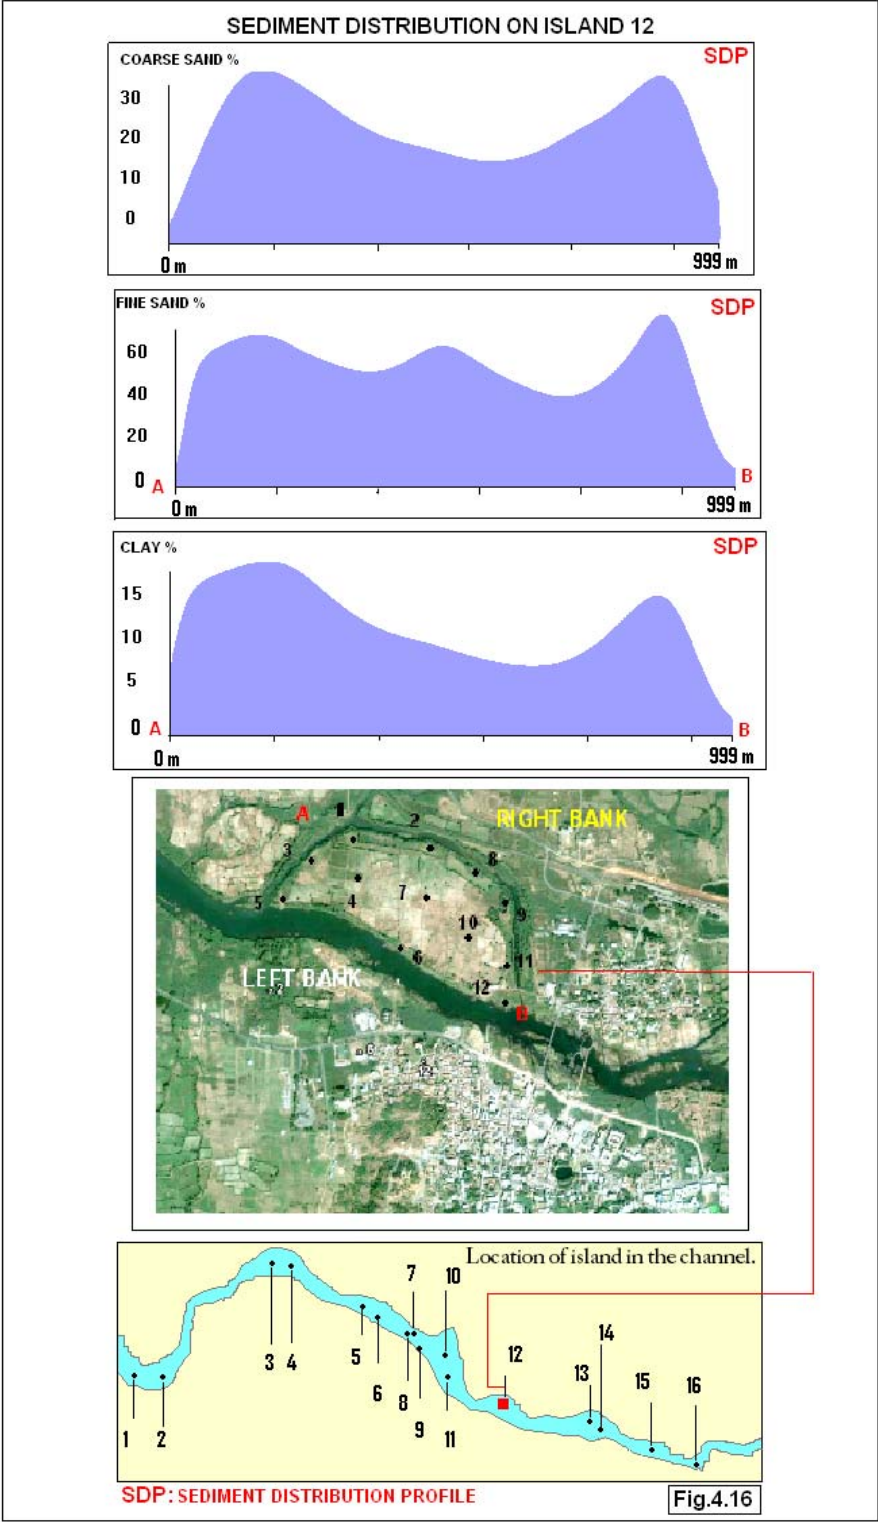 SEDIMENT DISTRIBUTION ON ISLAND 12
COARSE SAND %
SDP
30
20
10
0
0 m
999 m
FINE SAND %
SDP
60
40
20
0
A
B
0 m
999 m
CLAY %
SDP
15
10
5
0
A
B
0 m
999 m
A
RIGHT BANK
2
3
8
5
4
7
9
10
6
11
LEFT BANK
12
B
Location of island in the channel.
7
10
14
3 4
5
12
13
15
16
6
8
9
1
2
11
SDP: SEDIMENT DISTRIBUTION PROFILE
Fig.4.16